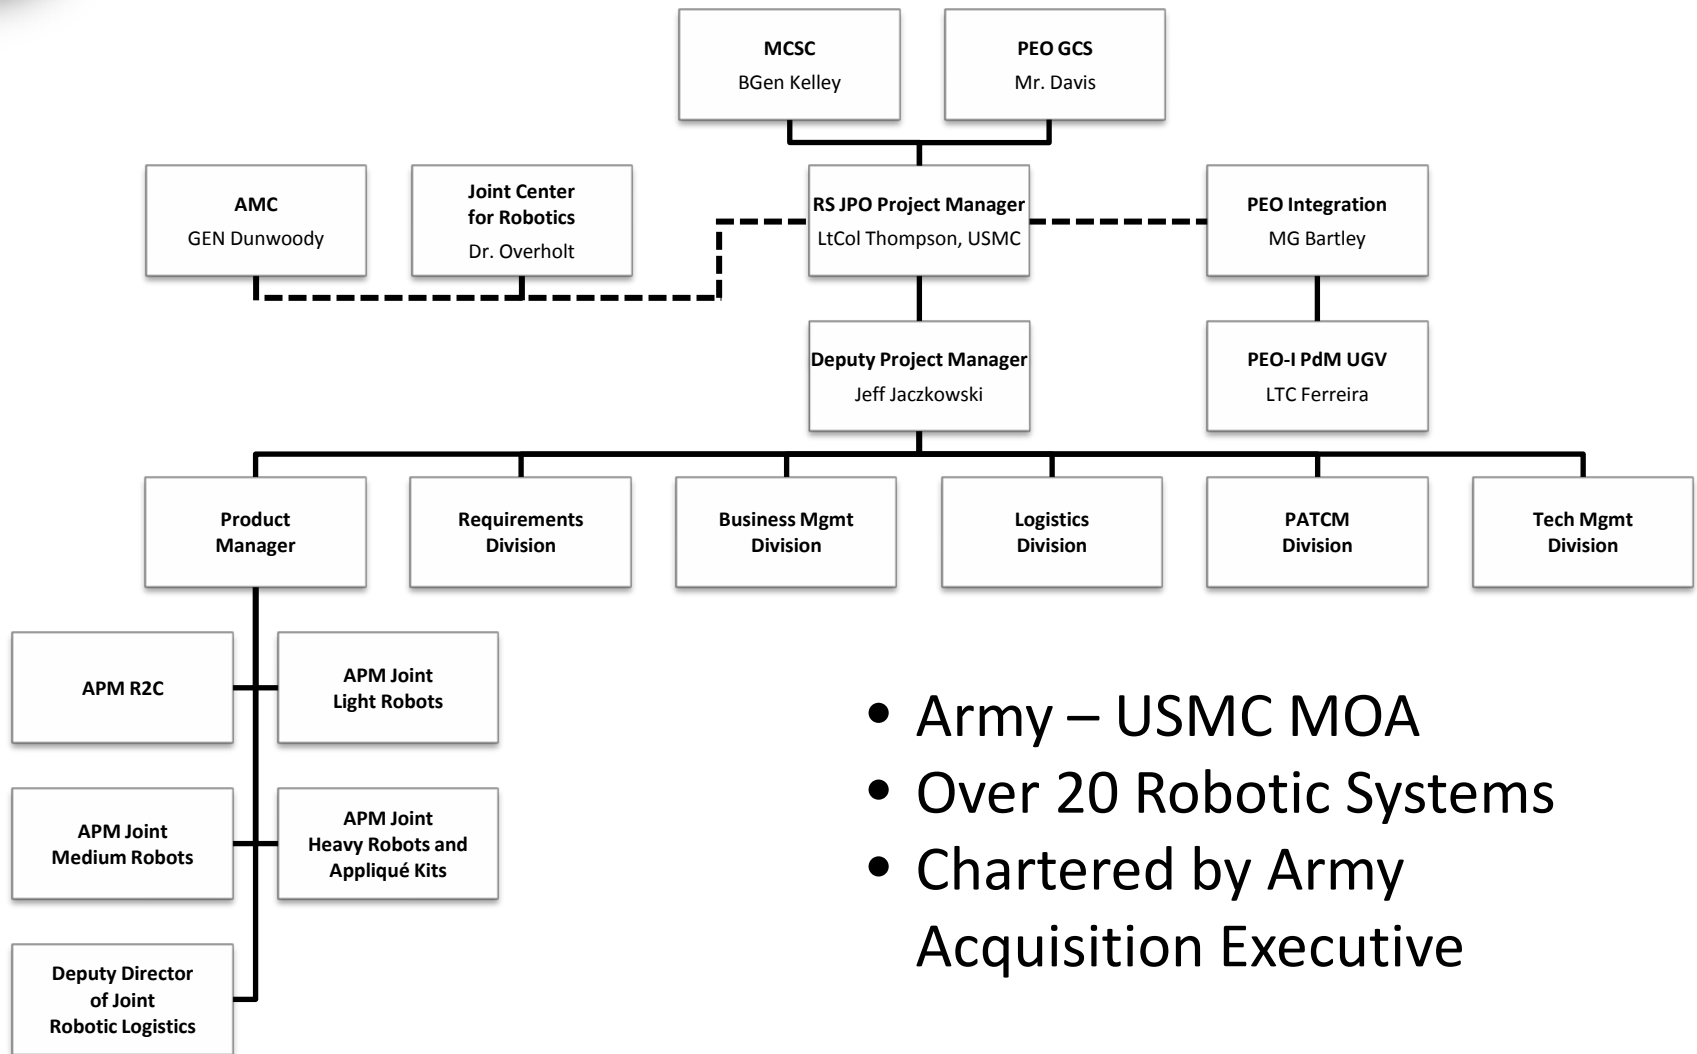 MCSC
BGen Kelley
PEO GCS
Mr. Davis
AMC
GEN Dunwoody
Joint Center
for Robotics
Dr. Overholt
RS JPO Project Manager
LtCol Thompson, USMC
PEO Integration
MG Bartley
Deputy Project Manager
Jeff Jaczkowski
PEO-I PdM UGV
LTC Ferreira
Product
Manager
Requirements
Division
Business Mgmt
Division
Logistics
Division
PATCM
Division
Tech Mgmt
Division
APM R2C
APM Joint
Light Robots
APM Joint
Medium Robots
APM Joint
Heavy Robots and
Appliqué Kits
Deputy Director
of Joint
Robotic Logistics
• Army – USMC MOA
• Over 20 Robotic Systems
• Chartered by Army
Acquisition Executive